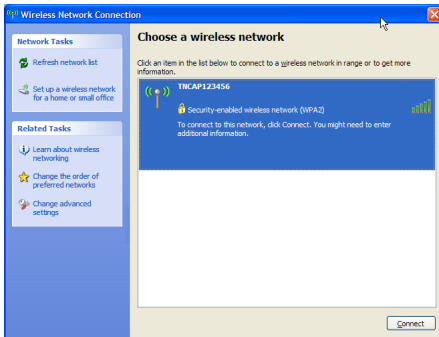 Wireless Network Connection
Network Tasks
Refresh network list
Set up a wireless network
for a home or small office
Related Tasks
Learn about wireless
networking
Change the order of
preferred networks
Change advanced
settings
Choose a wireless network
Click an item in the list below to connect to a wireless network in range or to get more
information.
TNCAP123456
Security-enabled wireless network (WPA2)
To connect to this network, click Connect. You might need to enter
additional information.
Connect